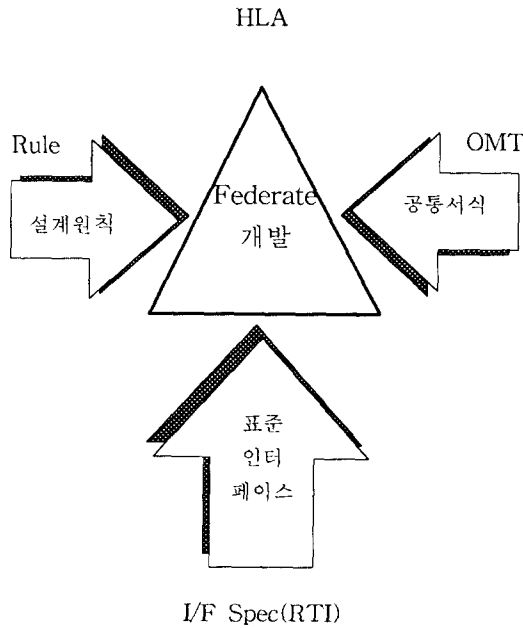 HLA
Rule
OMT
설계원칙
Federate
개발
공통서식
표준
인터
페이스
I/F Spec(RTI)